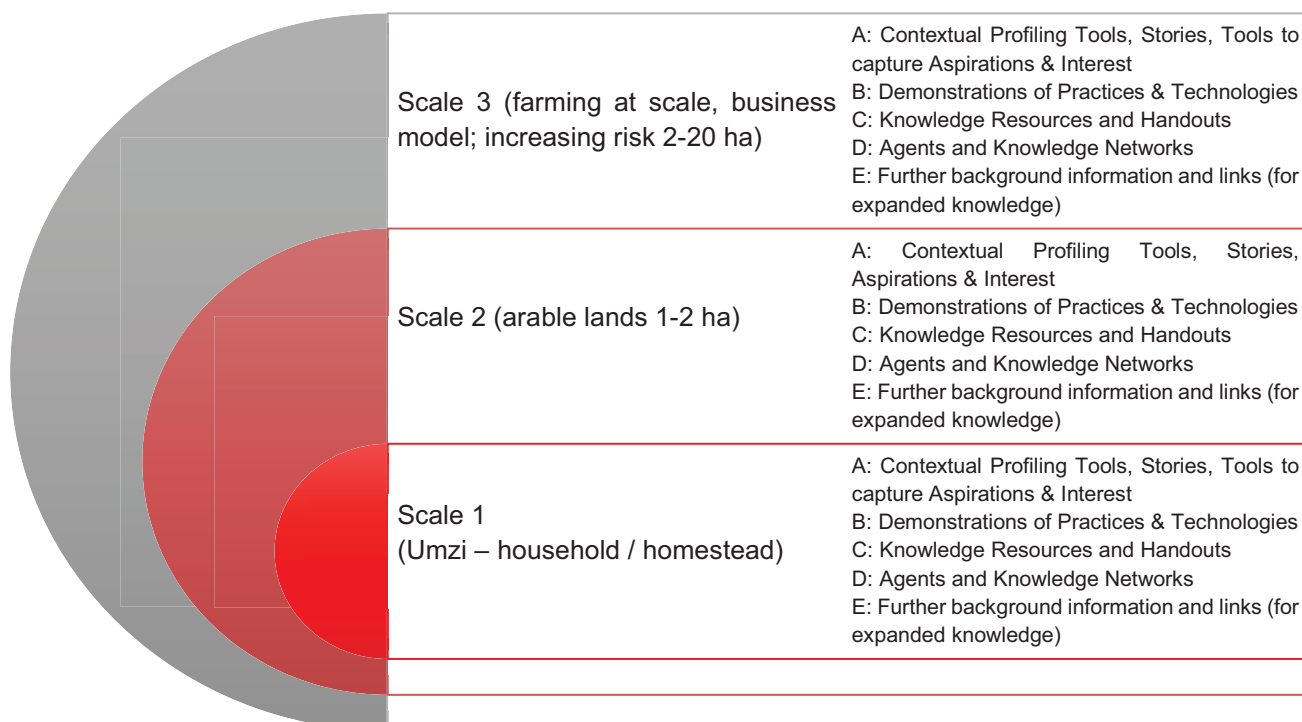 Scale 3 (farming at scale, business
model; increasing risk 2-20 ha)
A: Contextual Profiling Tools, Stories, Tools to
capture Aspirations & Interest
B: Demonstrations of Practices & Technologies
C: Knowledge Resources and Handouts
D: Agents and Knowledge Networks
E: Further background information and links (for
expanded knowledge)
Scale 2 (arable lands 1-2 ha)
A: Contextual Profiling Tools, Stories,
Aspirations & Interest
B: Demonstrations of Practices & Technologies
C: Knowledge Resources and Handouts
D: Agents and Knowledge Networks
E: Further background information and links (for
expanded knowledge)
Scale 1
(Umzi – household / homestead)
A: Contextual Profiling Tools, Stories, Tools to
capture Aspirations & Interest
B: Demonstrations of Practices & Technologies
C: Knowledge Resources and Handouts
D: Agents and Knowledge Networks
E: Further background information and links (for
expanded knowledge)